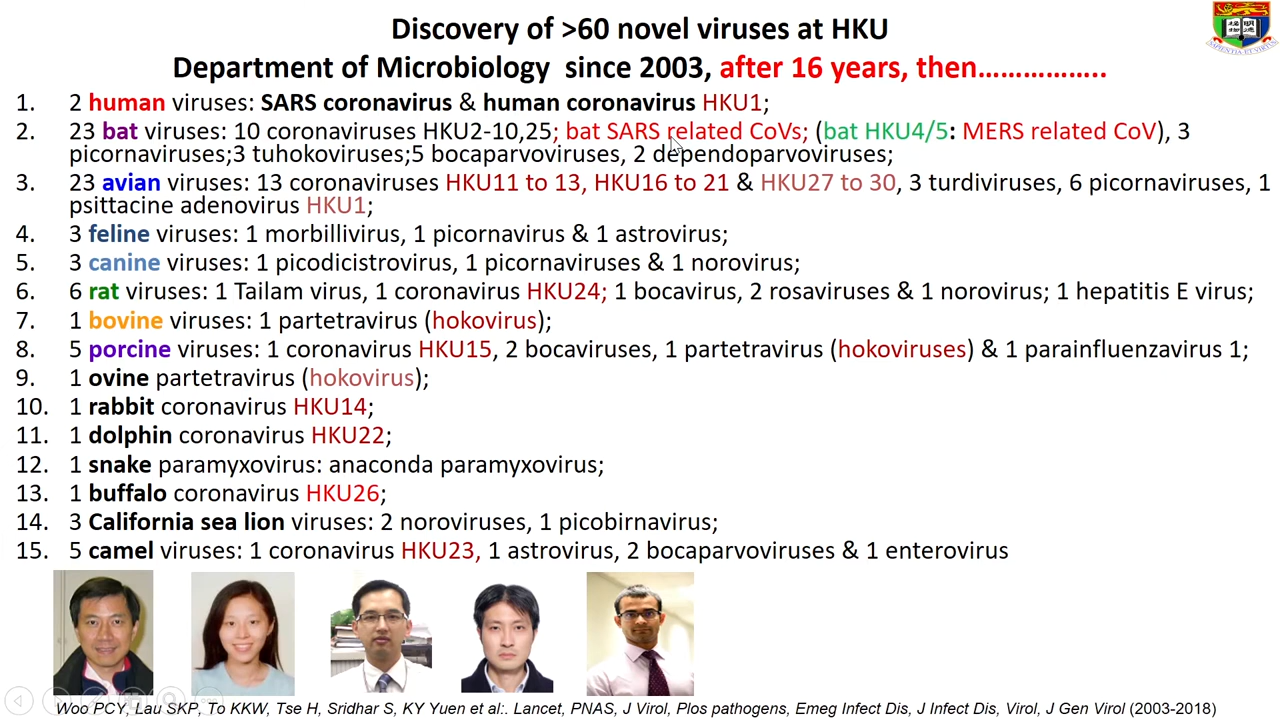 Discovery of >60 novel viruses at HKU
Department of Microbiology since 2003, after 16 years, then……………..
1. 2 human viruses: SARS coronavirus & human coronavirus HKU1;
2. 23 bat viruses: 10 coronaviruses HKU2-10,25; bat SARS related CoVs; (bat HKU4/5: MERS related CoV), 3
picornaviruses;3 tuhokoviruses;5 bocaparvoviruses, 2 dependoparvoviruses;
3. 23 avian viruses: 13 coronaviruses HKU11 to 13, HKU16 to 21 & HKU27 to 30, 3 turdiviruses, 6 picornaviruses, 1
psittacine adenovirus HKU1;
4. 3 feline viruses: 1 morbillivirus, 1 picornavirus & 1 astrovirus;
5. 3 canine viruses: 1 picodicistrovirus, 1 picornaviruses & 1 norovirus;
6. 6 rat viruses: 1 Tailam virus, 1 coronavirus HKU24; 1 bocavirus, 2 rosaviruses & 1 norovirus; 1 hepatitis E virus;
7. 1 bovine viruses: 1 partetravirus (hokovirus);
8. 5 porcine viruses: 1 coronavirus HKU15, 2 bocaviruses, 1 partetravirus (hokoviruses) & 1 parainfluenzavirus 1;
9. 1 ovine partetravirus (hokovirus);
10. 1 rabbit coronavirus HKU14;
11. 1 dolphin coronavirus HKU22;
12. 1 snake paramyxovirus: anaconda paramyxovirus;
13. 1 buffalo coronavirus HKU26;
14. 3 California sea lion viruses: 2 noroviruses, 1 picobirnavirus;
15. 5 camel viruses: 1 coronavirus HKU23, 1 astrovirus, 2 bocaparvoviruses & 1 enterovirus
Woo PCY, Lau SKP, To KKW, Tse H, Sridhar S, KY Yuen et al:. Lancet, PNAS, J Virol, Plos pathogens, Emeg Infect Dis, J Infect Dis, Virol, J Gen Virol (2003-2018)